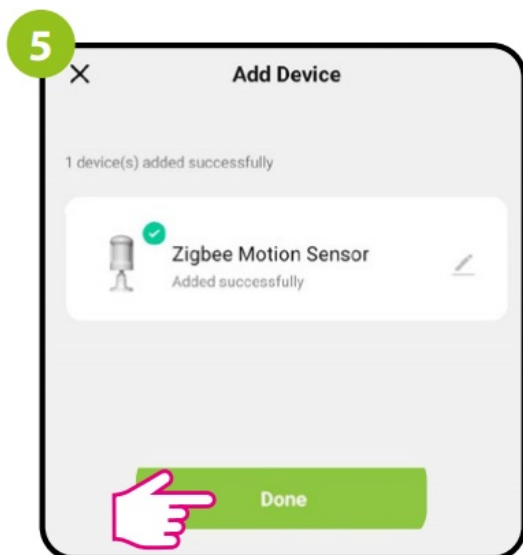 5
Add Device
1 device(s) added successfully
Zigbee Motion Sensor
Added successfully
Done